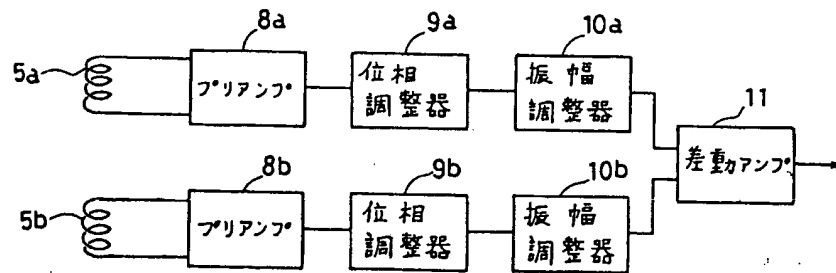 8a
9a
10a
5a
プリアンプ
位相
調整器
振幅
調整器
11
差動アンプ
8b
9b
10b
5b
プリアンプ
位相
調整器
振幅
調整器